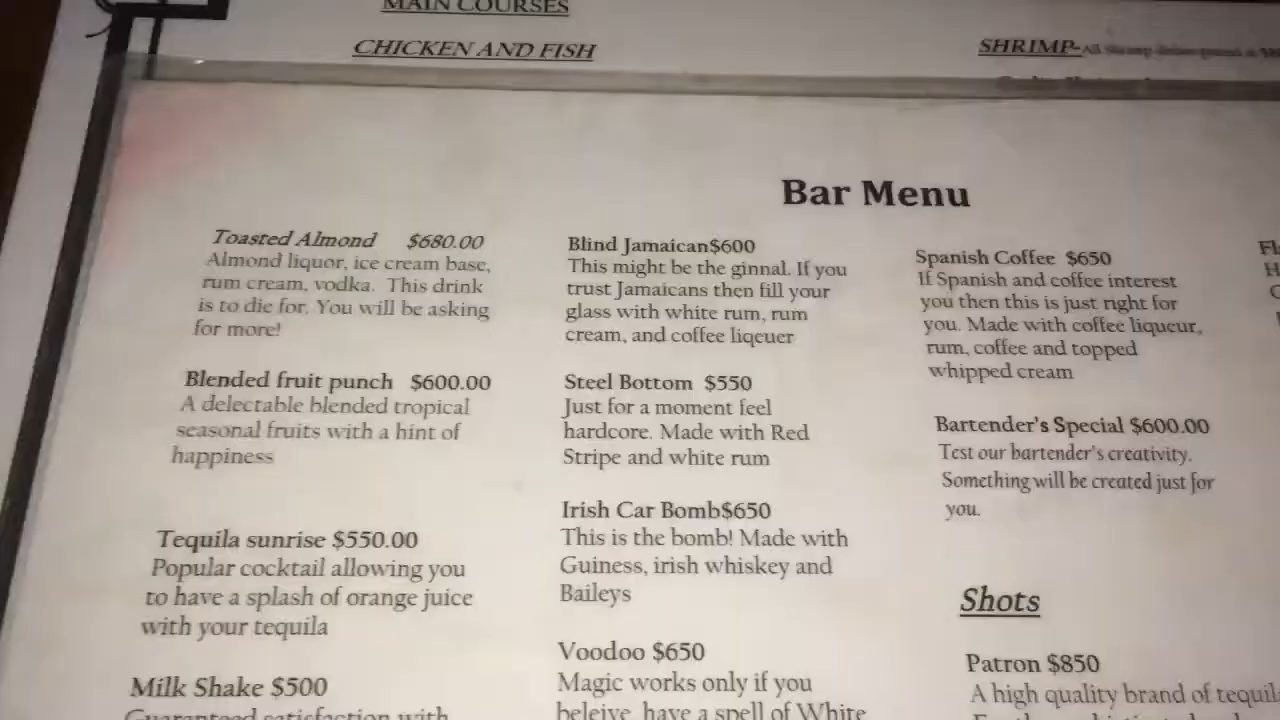 MAIN COURSES
CHICKEN AND FISH
SHRIMP-
Bar Menu
Toasted Almond $680.00
Almond liquor, ice cream base,
rum cream, vodka. This drink
is to die for. You will be asking
for more!
Blended fruit punch $600.00
A delectable blended tropical
seasonal fruits with a hint of
happiness
Tequila sunrise $550.00
Popular cocktail allowing you
to have a splash of orange juice
with your tequila
Milk Shake $500
Guaranteed satisfaction with
Blind Jamaican$600
This might be the ginnal. If you
trust Jamaicans then fill your
glass with white rum, rum
cream, and coffee liqeuer
Steel Bottom $550
Just for a moment feel
hardcore. Made with Red
Stripe and white rum
Irish Car Bomb$650
This is the bomb! Made with
Guiness, irish whiskey and
Baileys
Voodoo $650
Magic works only if you
beleive, have a spell of White
Spanish Coffee $650
If Spanish and coffee interest
you then this is just right for
you. Made with coffee liqueur,
rum, coffee and topped
whipped cream
Bartender's Special $600.00
Test our bartender's creativity.
Something will be created just for
you.
Shots
Patron $850
A high quality brand of